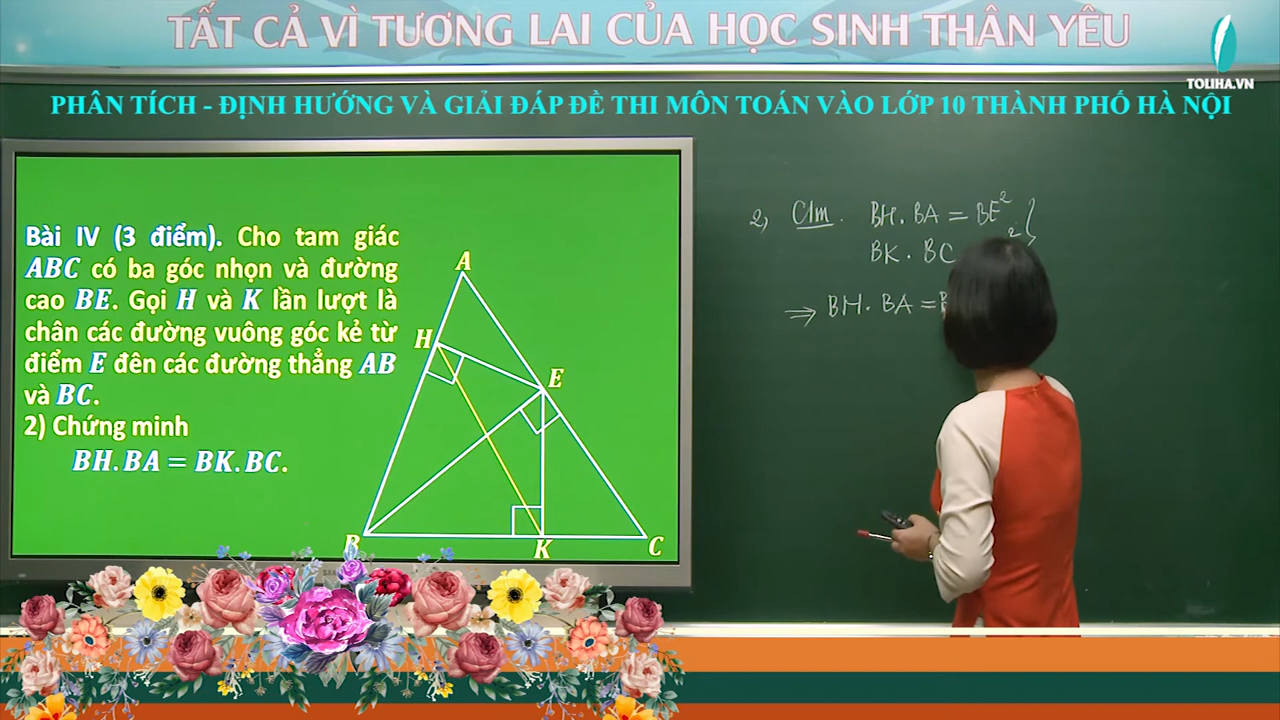 TẤT CẢ VÌ TƯƠNG LAI CỦA HỌC SINH THÂN YÊU
TOLIHA.VN
PHÂN TÍCH - ĐỊNH HƯỚNG VÀ GIẢI ĐÁP ĐỀ THI MÔN TOÁN VÀO LỚP 10 THÀNH PHỐ HÀ NỘI
Bài IV (3 điểm). Cho tam giác
ABC có ba góc nhọn và đường
cao BE. Gọi H và K lần lượt là
chân các đường vuông góc kẻ từ
điểm E đên các đường thẳng AB
và BC.
2) Chứng minh
BH.BA = BK.BC.
A
H
E
B
K
C
2) C/m. BH.BA = BE²
BK.BC ²
⇒ BH.BA =